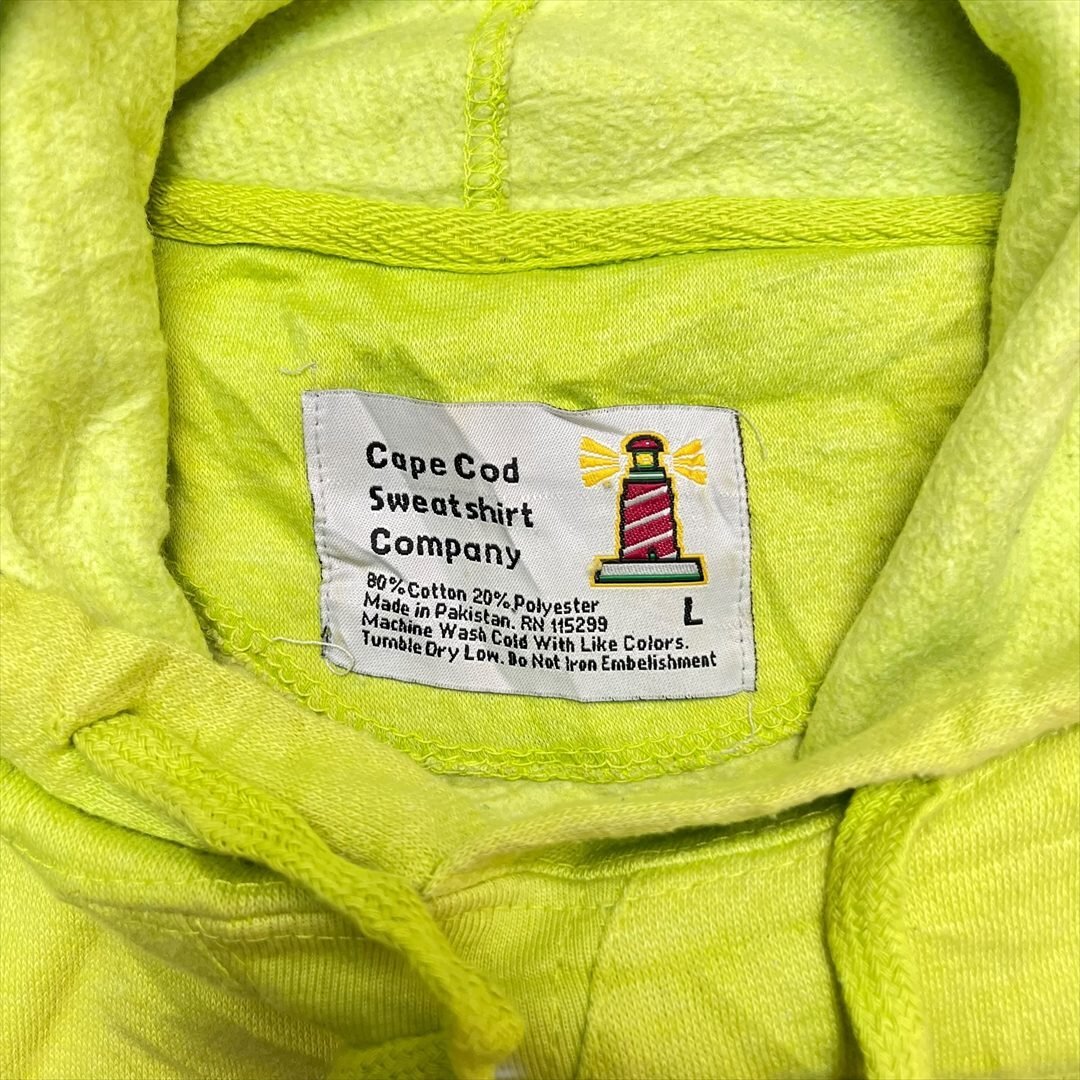 Cape Cod
Sweatshirt
Company
80% Cotton 20% Polyester
Made in Pakistan. RN 115299
L
Machine Wash Cold With Like Colors.
Tumble Dry Low. Do Not Iron Embelishment